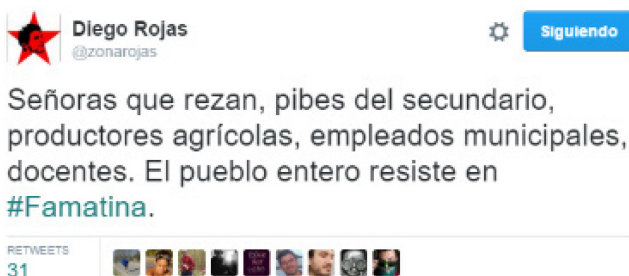 Diego Rojas
@zonarojas
Siguiendo
Señoras que rezan, pibes del secundario,
productores agrícolas, empleados municipales,
docentes. El pueblo entero resiste en
#Famatina.
RETWEETS
31